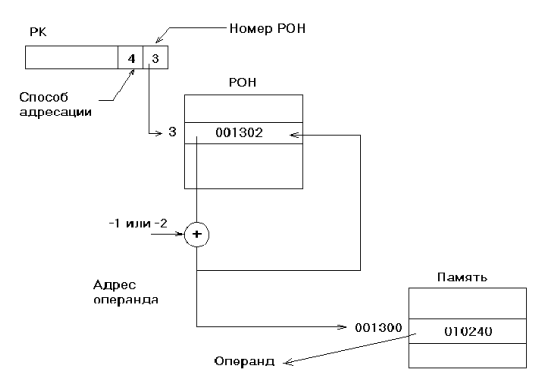 РК
Номер РОН
4 3
Способ
адресации
РОН
3
001302
-1 или -2
+
Адрес
операнда
Память
001300
010240
Операнд